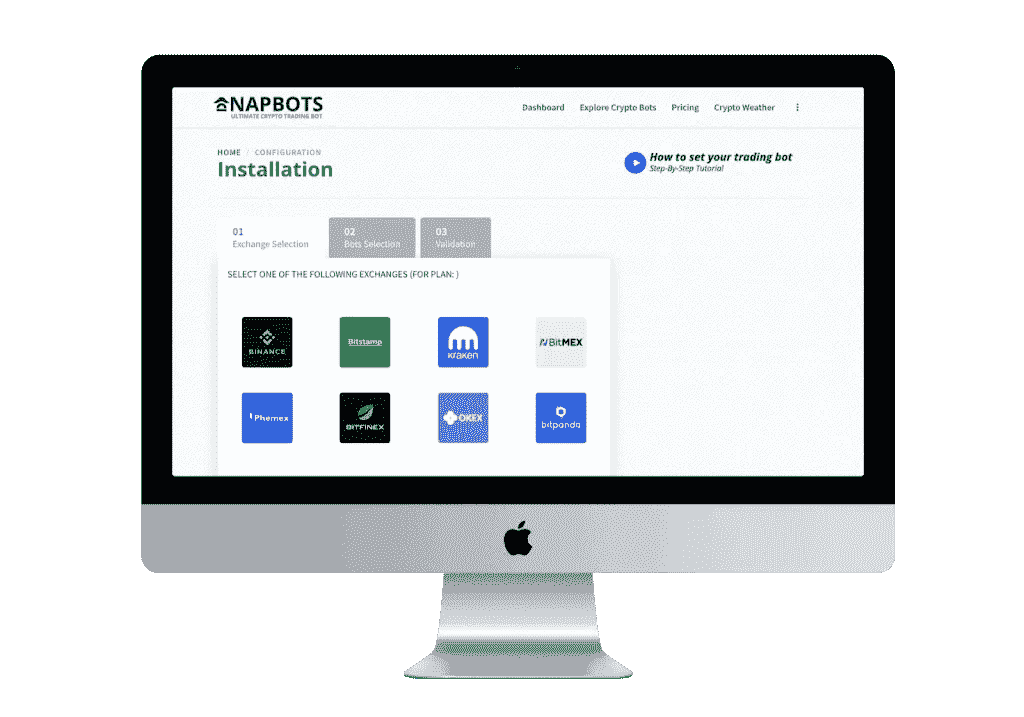 NAPBOTS
ULTIMATE CRYPTO TRADING BOT
Dashboard Explore Crypto Bots Pricing Crypto Weather
HOME / CONFIGURATION
Installation
How to set your trading bot
Step-By-Step Tutorial
01 02 03
Exchange Selection Bots Selection Validation
SELECT ONE OF THE FOLLOWING EXCHANGES (FOR PLAN: )
BINANCE Bitstamp kraken BitMEX
Phemex BITFINEX OKEX bitpanda